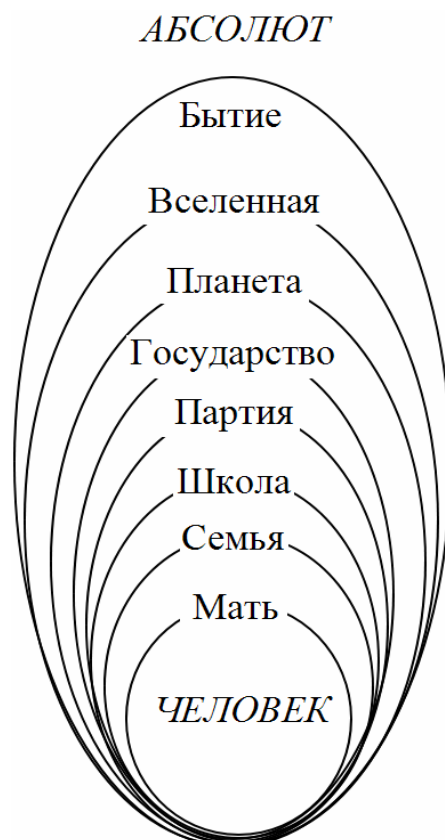 АБСОЛЮТ
Бытие
Вселенная
Планета
Государство
Партия
Школа
Семья
Мать
ЧЕЛОВЕК